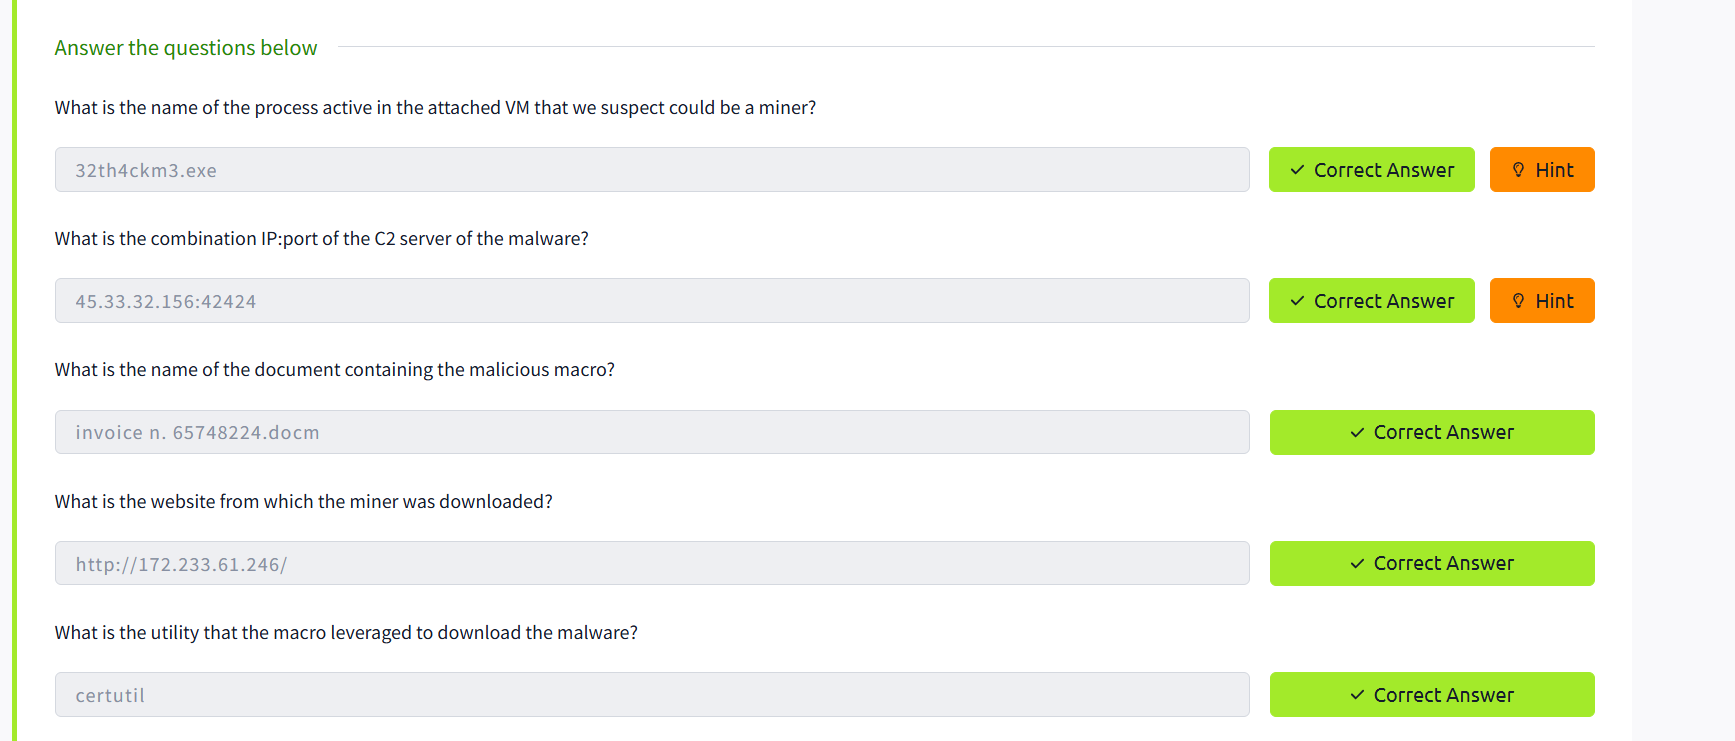 Answer the questions below
What is the name of the process active in the attached VM that we suspect could be a miner?
32th4ckm3.exe
Correct Answer
Hint
What is the combination IP:port of the C2 server of the malware?
45.33.32.156:42424
Correct Answer
Hint
What is the name of the document containing the malicious macro?
invoice n. 65748224.docm
Correct Answer
What is the website from which the miner was downloaded?
http://172.233.61.246/
Correct Answer
What is the utility that the macro leveraged to download the malware?
certutil
Correct Answer